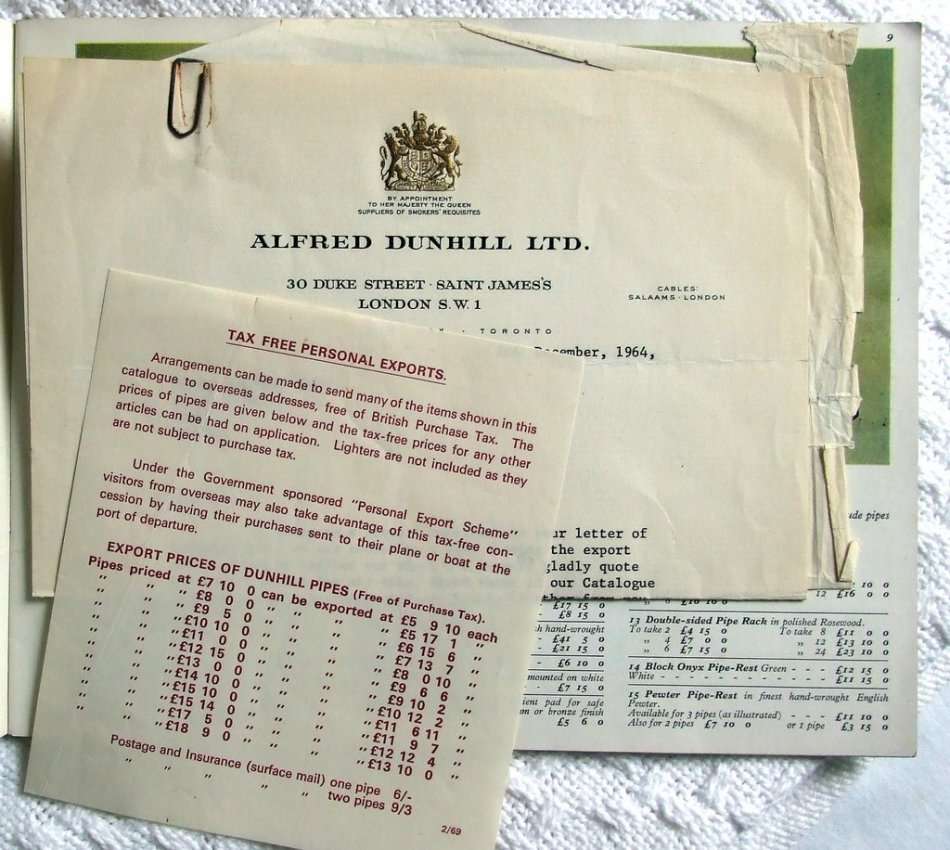 9
BY APPOINTMENT
TO HER MAJESTY THE QUEEN
SUPPLIERS OF SMOKERS' REQUISITES
ALFRED DUNHILL LTD.
30 DUKE STREET · SAINT JAMES'S
LONDON S.W. 1
CABLES:
SALAAMS · LONDON
· TORONTO
December, 1964,
letter of
the export
gladly quote
our Catalogue
TAX FREE PERSONAL EXPORTS.
Arrangements can be made to send many of the items shown in this
catalogue to overseas addresses, free of British Purchase Tax. The
prices of pipes are given below and the tax-free prices for any other
articles can be had on application. Lighters are not included as they
are not subject to purchase tax.
Under the Government sponsored "Personal Export Scheme"
visitors from overseas may also take advantage of this tax-free con-
cession by having their purchases sent to their plane or boat at the
port of departure.
EXPORT PRICES OF DUNHILL PIPES (Free of Purchase Tax).
Pipes priced at £7 10 0 can be exported at £5 9 10 each
" " " £8 0 0 " " " " £5 17 1 "
" " " £9 5 0 " " " " £6 15 6 "
" " " £10 10 0 " " " " £7 13 7 "
" " " £11 0 0 " " " " £8 0 10 "
" " " £12 15 0 " " " " £9 6 6 "
" " " £13 0 0 " " " " £9 10 2 "
" " " £14 10 0 " " " " £10 12 2 "
" " " £15 10 0 " " " " £11 6 11 "
" " " £15 14 0 " " " " £11 9 7 "
" " " £17 5 0 " " " " £12 12 4 "
" " " £18 9 0 " " " " £13 10 0 "
Postage and Insurance (surface mail) one pipe 6/-
" " " " " two pipes 9/3
2/69
pipes
10 0
12 £16 0 0
£17 15 0
£8 15 0
hand-wrought
£41 5 0
£21 15 0
£6 10 0
mounted on white
£7 15 0
pad for safe
or bronze finish
£5 6 0
13 Double-sided Pipe Rack in polished Rosewood.
To take 2 £4 15 0 To take 8 £11 0 0
" 4 £7 0 0 " 12 £13 10 0
" 6 £7 15 0 " 24 £23 10 0
14 Block Onyx Pipe-Rest Green - - - £12 15 0
White - - - - - - - - - - - - £11 15 0
15 Pewter Pipe-Rest in finest hand-wrought English
Pewter.
Available for 3 pipes (as illustrated) - - - £11 10 0
Also for 2 pipes £7 10 0 or 1 pipe £3 15 0